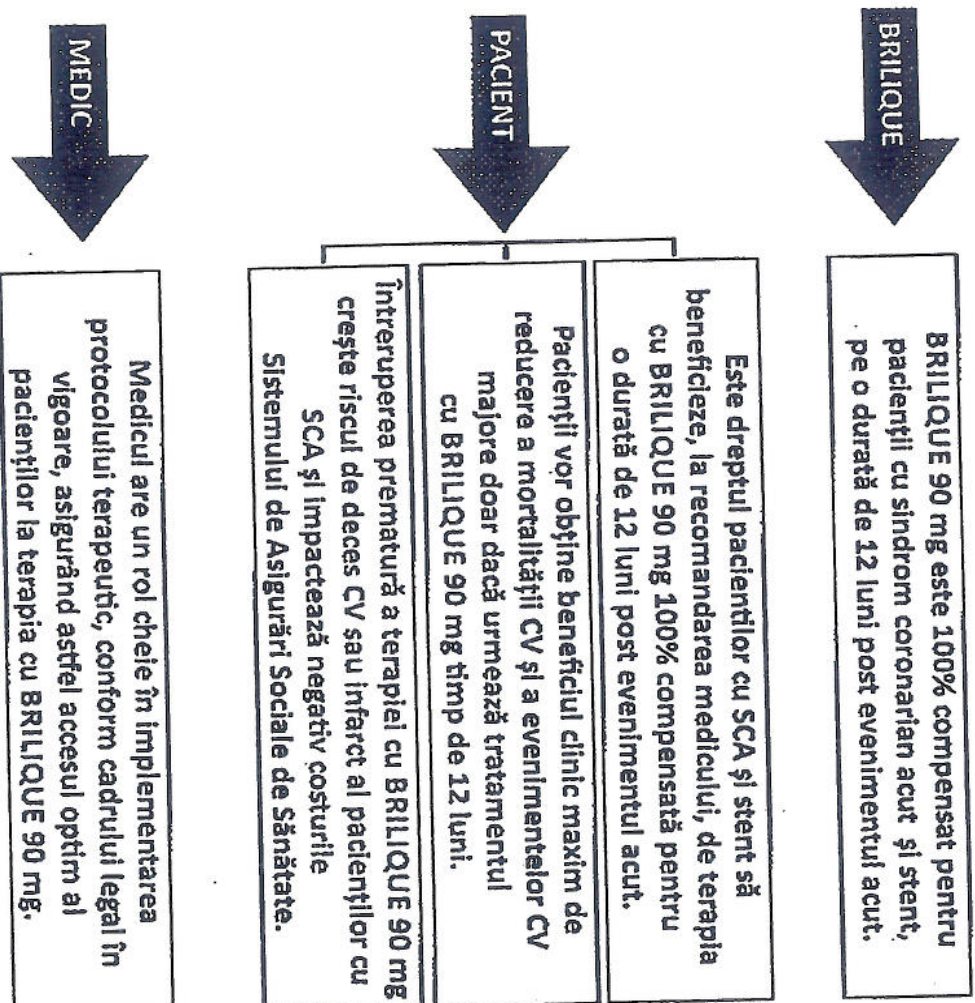 BRILIQUE
BRILIQUE 90 mg este 100% compensat pentru
pacienții cu sindrom coronarian acut și stent,
pe o durată de 12 luni post evenimentul acut.
PACIENT
Este dreptul pacientilor cu SCA și stent să
beneficieze, la recomandarea medicului, de terapia
cu BRILIQUE 90 mg 100% compensată pentru
o durată de 12 luni post evenimentul acut.
Pacienții vor obține beneficiul clinic maxim de
reducere a mortalității CV și a evenimentelor CV
majore doar dacă urmează tratamentul
cu BRILIQUE 90 mg timp de 12 luni.
Întreruperea prematură a terapiei cu BRILIQUE 90 mg
crește riscul de deces CV sau infarct al pacienților cu
SCA și impactează negativ costurile
Sistemului de Asigurări Sociale de Sănătate.
MEDIC
Medicul are un rol cheie în implementarea
protocolului terapeutic, conform cadrului legal în
vigoare, asigurând astfel accesul optim al
pacienților la terapia cu BRILIQUE 90 mg.